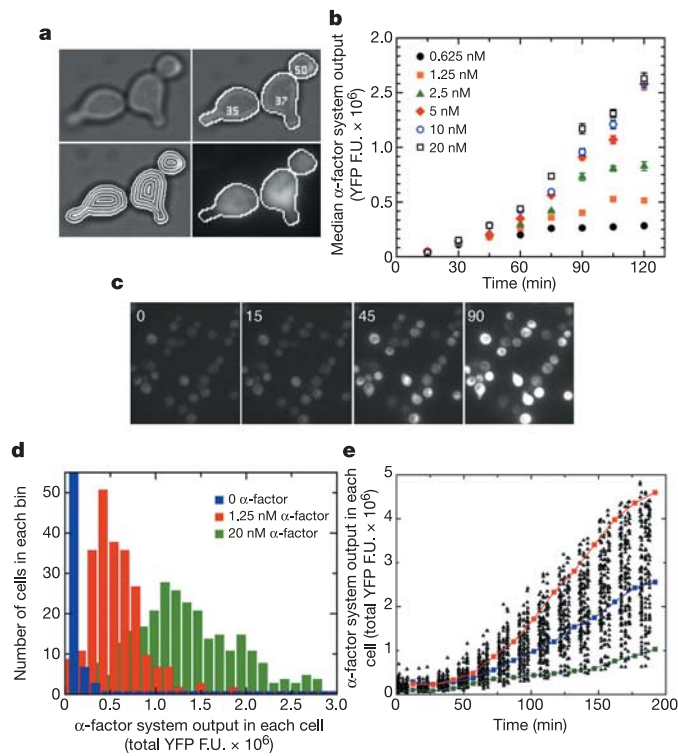 a
50
35
37
b
Median α-factor system output
(YFP F.U. × 10⁶)
2.0
2.5
1.0
0.5
0
0.625 nM
1.25 nM
2.5 nM
5 nM
10 nM
20 nM
0 30 60 90 120
Time (min)
c
0
15
45
90
d
Number of cells in each bin
50
40
30
20
10
0
0 α-factor
1.25 nM α-factor
20 nM α-factor
0.0 0.5 1.0 1.5 2.0 2.5 3.0
α-factor system output in each cell
(total YFP F.U. × 10⁶)
e
α-factor system output in each
cell (total YFP F.U. × 10⁶)
5
4
3
2
1
0
0 50 100 150 200
Time (min)